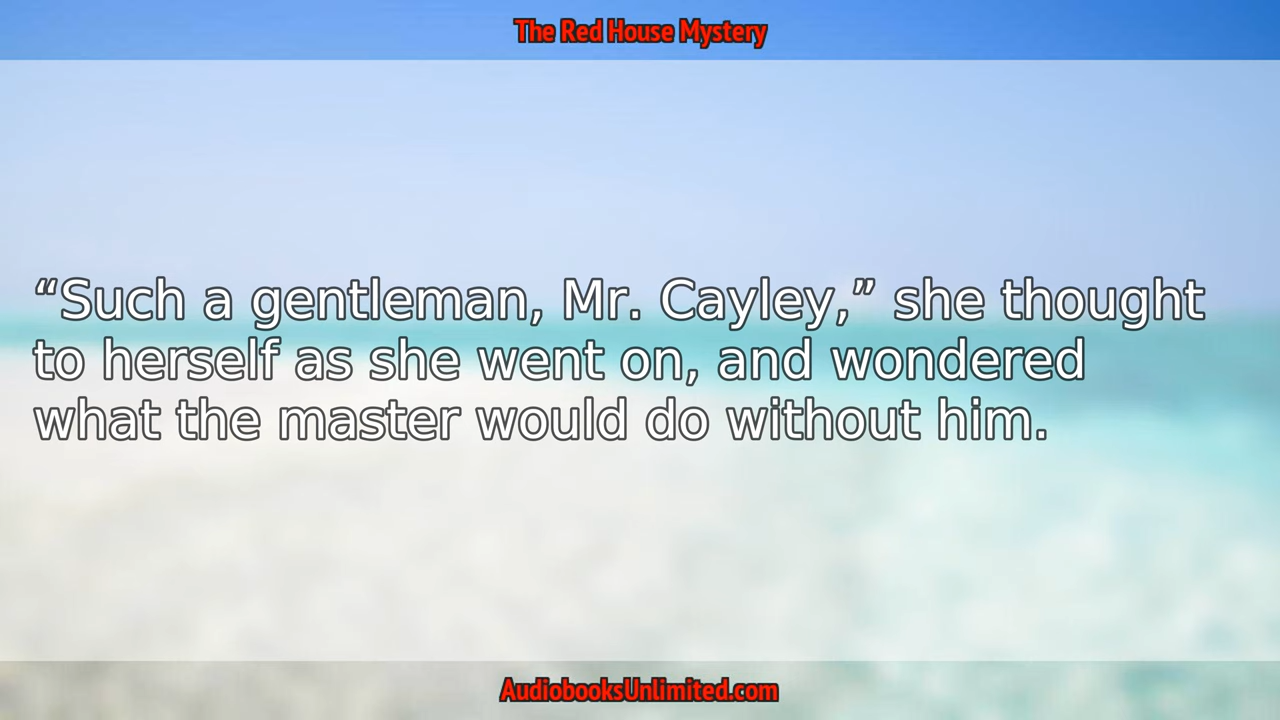 The Red House Mystery
“Such a gentleman, Mr. Cayley,” she thought
to herself as she went on, and wondered
what the master would do without him.
AudiobooksUnlimited.com